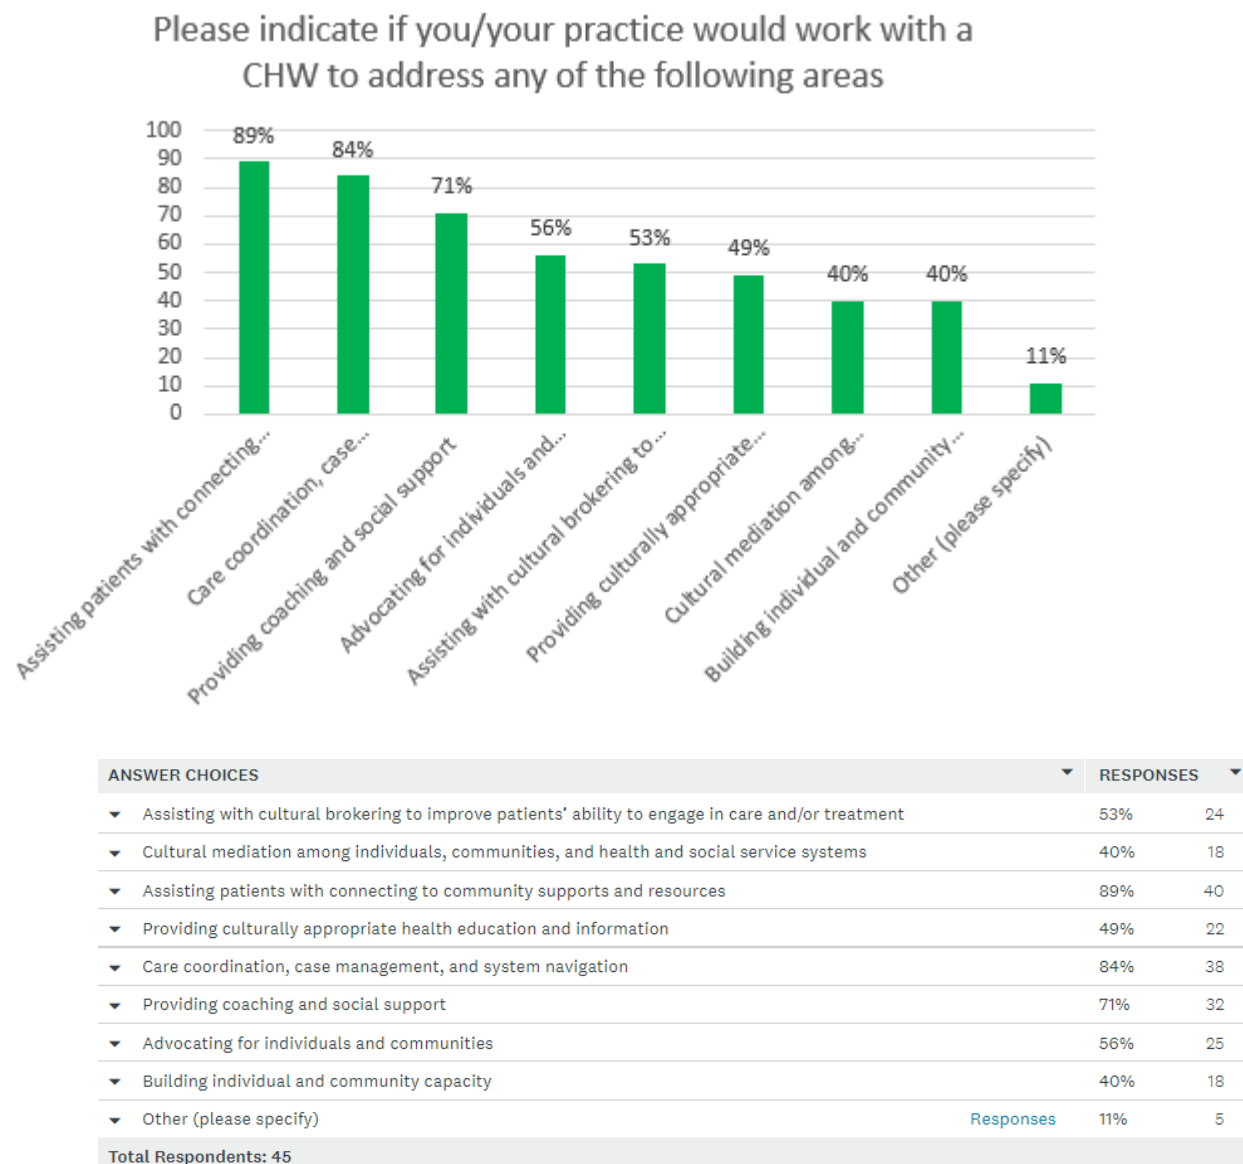 Please indicate if you/your practice would work with a
CHW to address any of the following areas
100
90
80
70
60
50
40
30
20
10
0
89%
84%
71%
56%
53%
49%
40%
40%
11%
Assisting patients with connecting...
Care coordination, case...
Providing coaching and social support
Advocating for individuals and...
Assisting with cultural brokering to...
Providing culturally appropriate...
Cultural mediation among...
Building individual and community...
Other (please specify)
ANSWER CHOICES RESPONSES
Assisting with cultural brokering to improve patients' ability to engage in care and/or treatment 53% 24
Cultural mediation among individuals, communities, and health and social service systems 40% 18
Assisting patients with connecting to community supports and resources 89% 40
Providing culturally appropriate health education and information 49% 22
Care coordination, case management, and system navigation 84% 38
Providing coaching and social support 71% 32
Advocating for individuals and communities 56% 25
Building individual and community capacity 40% 18
Other (please specify) Responses 11% 5
Total Respondents: 45